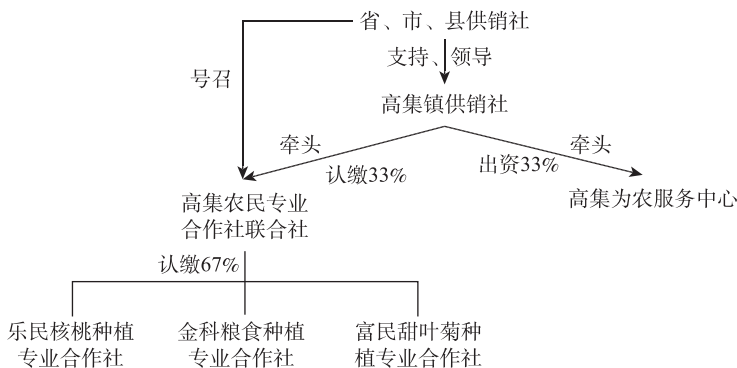 省、市、县供销社
号召
支持、领导
高集镇供销社
牵头
认缴33%
牵头
出资33%
高集农民专业
合作社联合社
高集为农服务中心
认缴67%
乐民核桃种植
专业合作社
金科粮食种植
专业合作社
富民甜叶菊种
植专业合作社